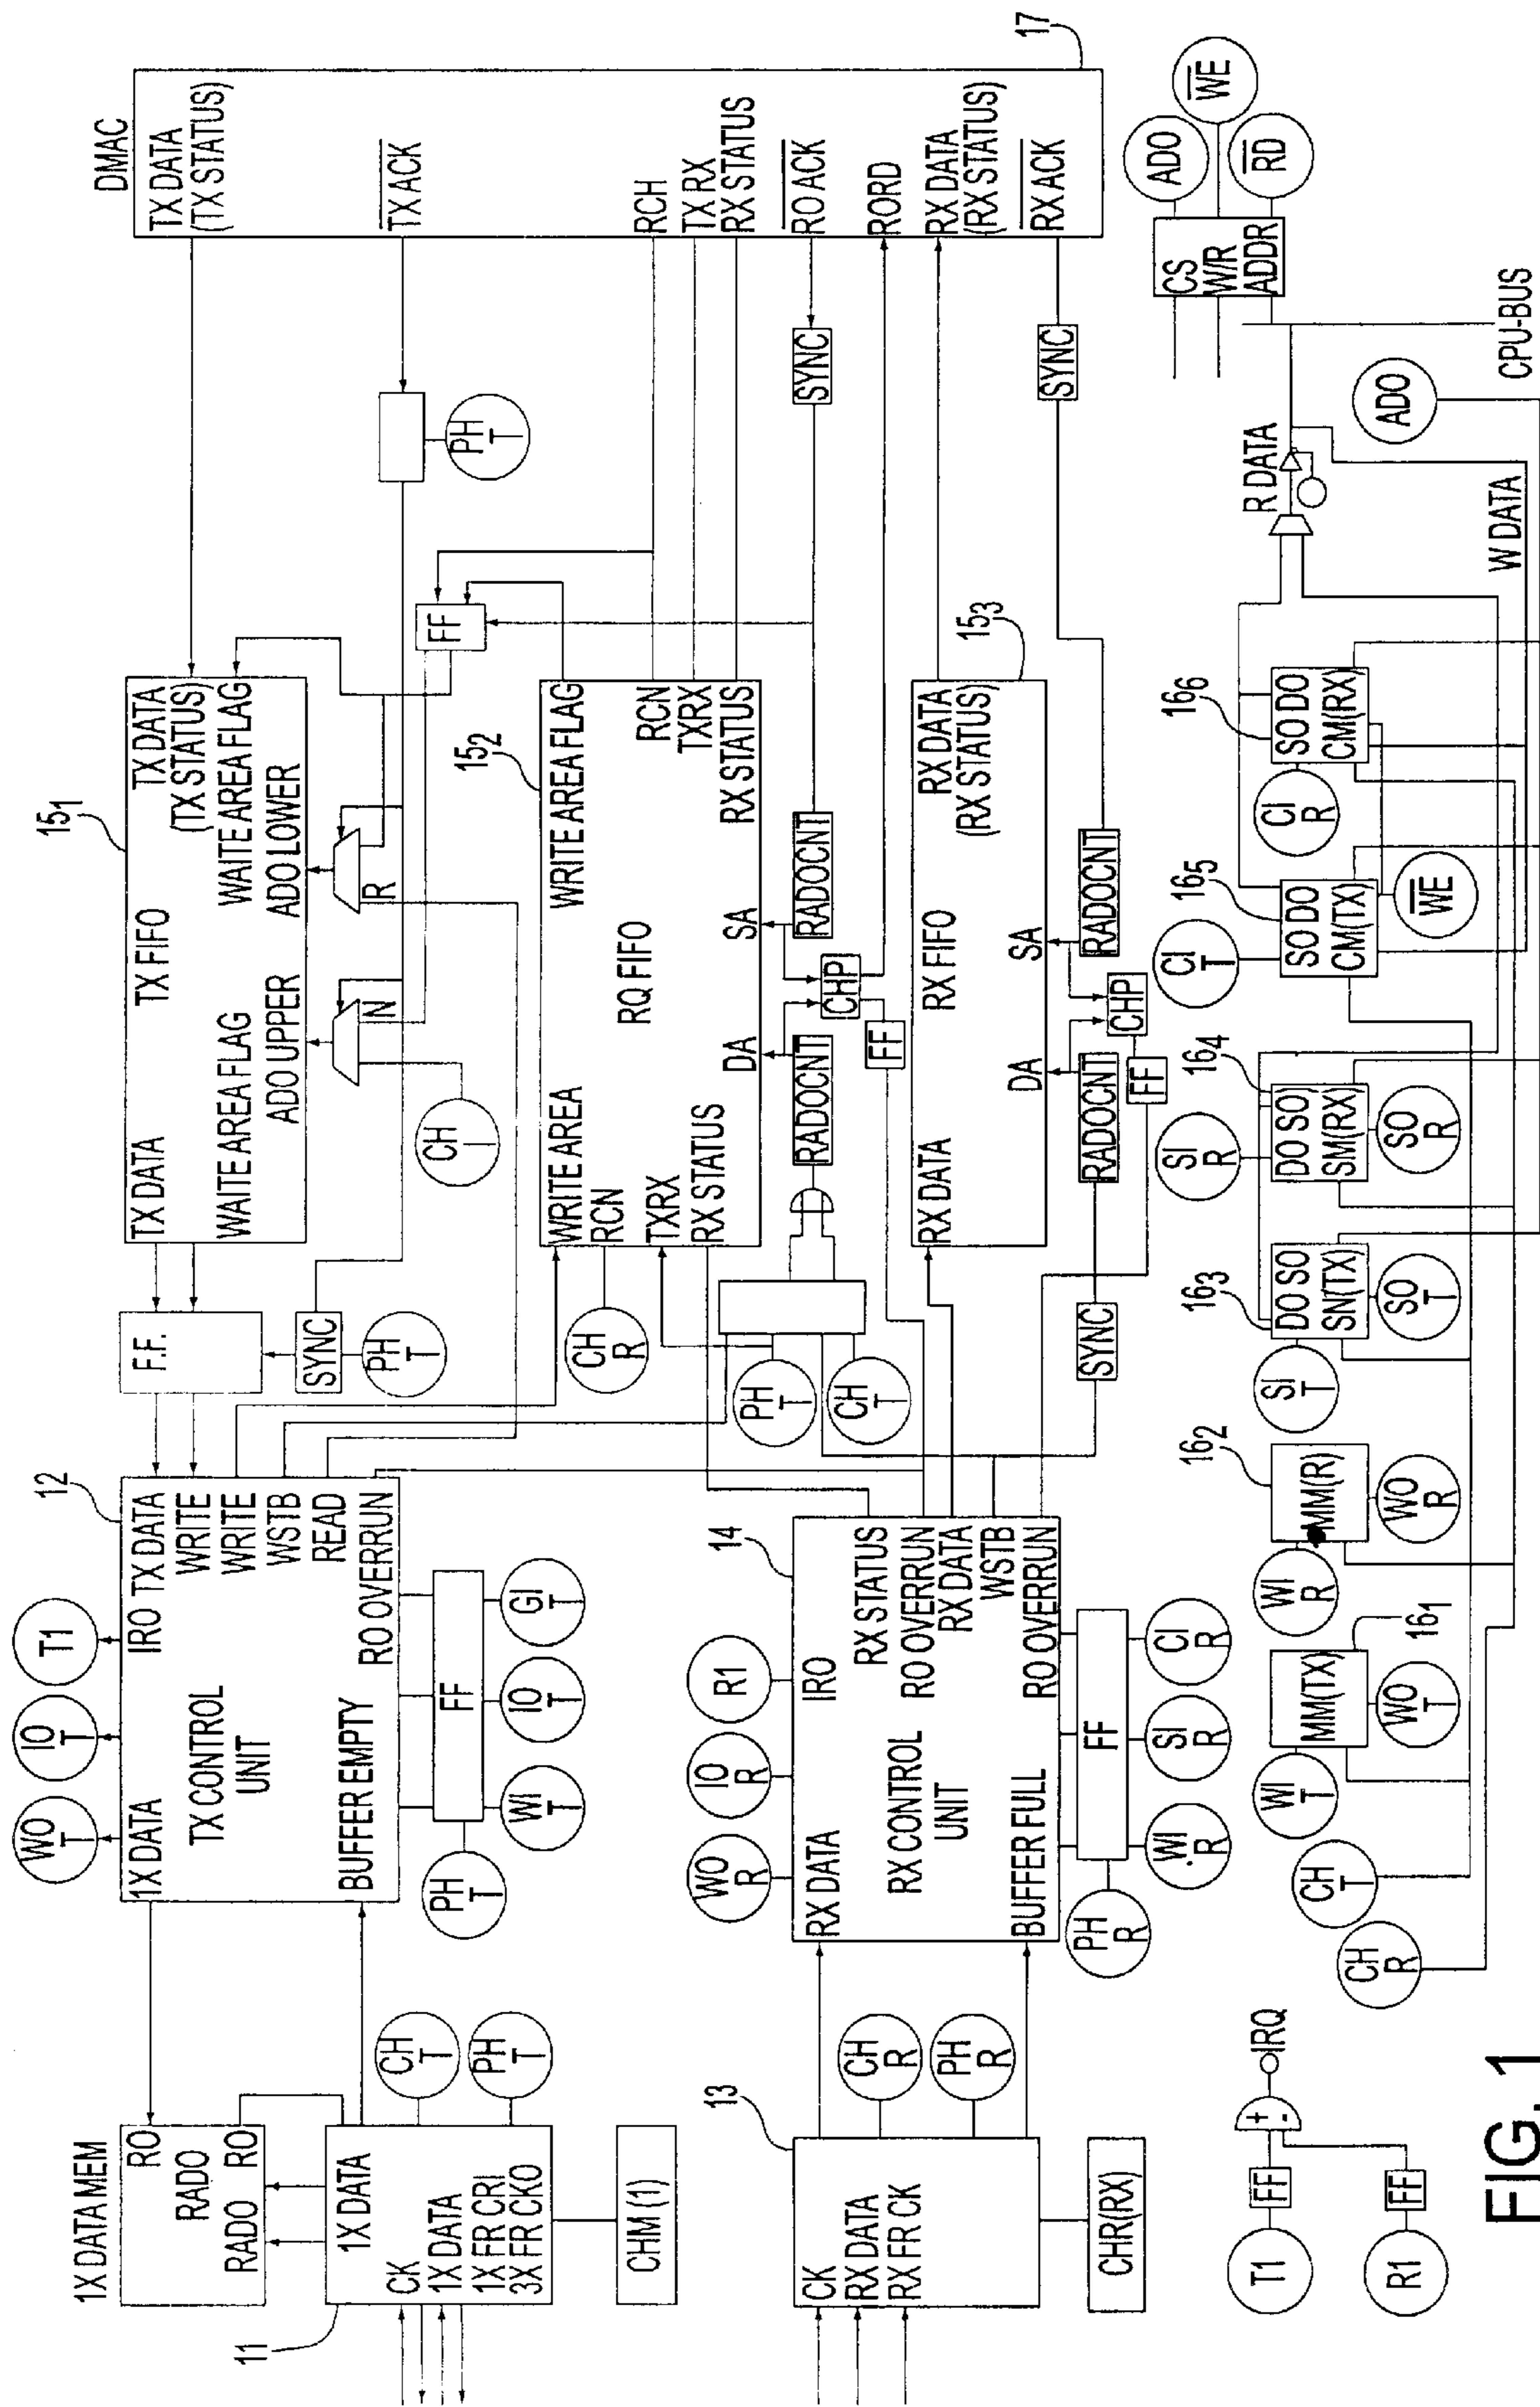 DMAC
TX DATA
(TX STATUS)
TX ACK
RCH
TX RX
RX STATUS
RO ACK
RORD
RX DATA
(RX STATUS)
RX ACK
17
PH
T
SYNC
SYNC
15₁
TX DATA
TX FIFO
TX DATA
(TX STATUS)
WAITE AREA FLAG
WAITE AREA FLAG
ADO UPPER
ADO LOWER
N
R
CH
T
FF
15₂
WRITE AREA
RCN
TXRX
RX STATUS
RQ FIFO
WRITE AREA FLAG
RCN
TXRX
RX STATUS
DA
SA
RADOCNT
RADOCNT
CHP
FF
15₃
RX DATA
RX FIFO
RX DATA
(RX STATUS)
DA
SA
RADOCNT
RADOCNT
CHP
FF
F.F.
SYNC
PH
T
CH
R
PH
T
CH
T
SYNC
12
WO
T
IO
T
T1
1X DATA
IRO
TX DATA
WRITE
WRITE
WSTB
READ
RO OVERRUN
TX CONTROL
UNIT
BUFFER EMPTY
FF
PH
T
WI
T
IO
T
GI
T
14
WO
R
IO
R
R1
RX DATA
IRO
RX STATUS
RO OVERRUN
RX DATA
WSTB
RO OVERRUN
RX CONTROL
UNIT
BUFFER FULL
FF
PH
R
WI
R
SI
R
CI
R
1X DATA MEM
RO
RADO
RADO
RO
11
1X DATA
CK
1X DATA
1X FR CRI
3X FR CKO
CH
T
PH
T
CHM (1)
13
CK
RX DATA
RX FR CK
CH
R
PH
R
CHR(RX)
T1
FF
R1
FF
+
-
IRQ
CH
R
CH
T
WI
T
MM(TX)
16₁
WO
T
WI
R
MM(R)
16₂
WO
R
SI
T
DO SO
SN(TX)
16₃
SO
T
SI
R
DO SO
SM(RX)
16₄
SO
R
CI
T
SO DO
CM(TX)
16₅
WE
CI
R
SO DO
CM(RX)
16₆
R DATA
W DATA
ADO
CPU-BUS
CS
W/R
ADDR
ADO
WE
RD
FIG. 1